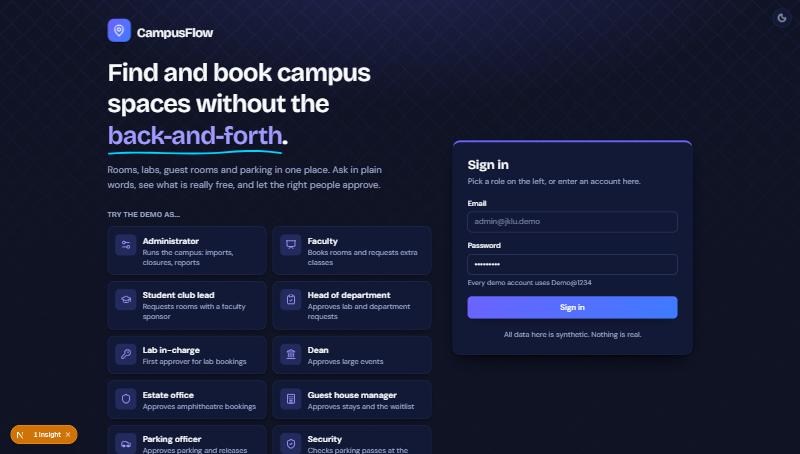 CampusFlow
Find and book campus
spaces without the
back-and-forth.
Rooms, labs, guest rooms and parking in one place. Ask in plain
words, see what is really free, and let the right people approve.
TRY THE DEMO AS...
Administrator
Runs the campus: imports,
closures, reports
Faculty
Books rooms and requests extra
classes
Student club lead
Requests rooms with a faculty
sponsor
Head of department
Approves lab and department
requests
Lab in-charge
First approver for lab bookings
Dean
Approves large events
Estate office
Approves amphitheatre bookings
Guest house manager
Approves stays and the waitlist
Parking officer
Approves parking and releases
Security
Checks parking passes at the
Sign in
Pick a role on the left, or enter an account here.
Email
admin@jklu.demo
Password
•••••••••
Every demo account uses Demo@1234
Sign in
All data here is synthetic. Nothing is real.
N 1 Insight ×